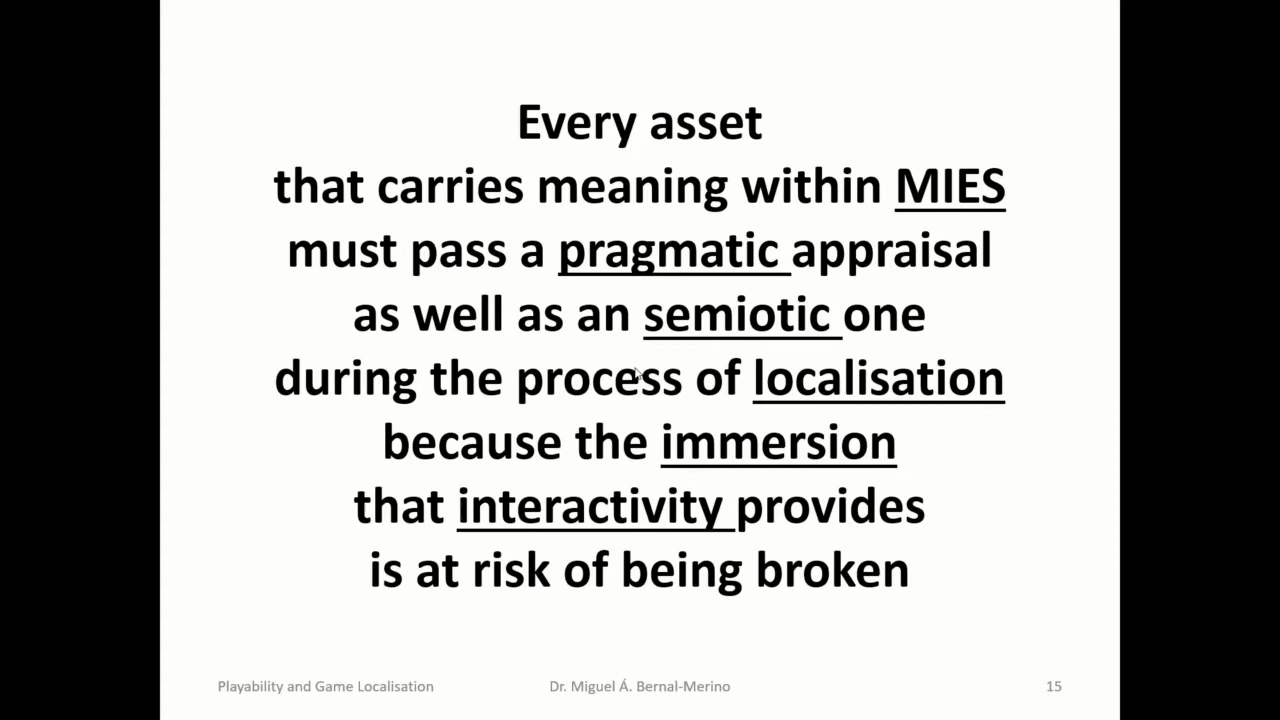 Every asset
that carries meaning within MIES
must pass a pragmatic appraisal
as well as an semiotic one
during the process of localisation
because the immersion
that interactivity provides
is at risk of being broken
Playability and Game Localisation
Dr. Miguel Á. Bernal-Merino
15